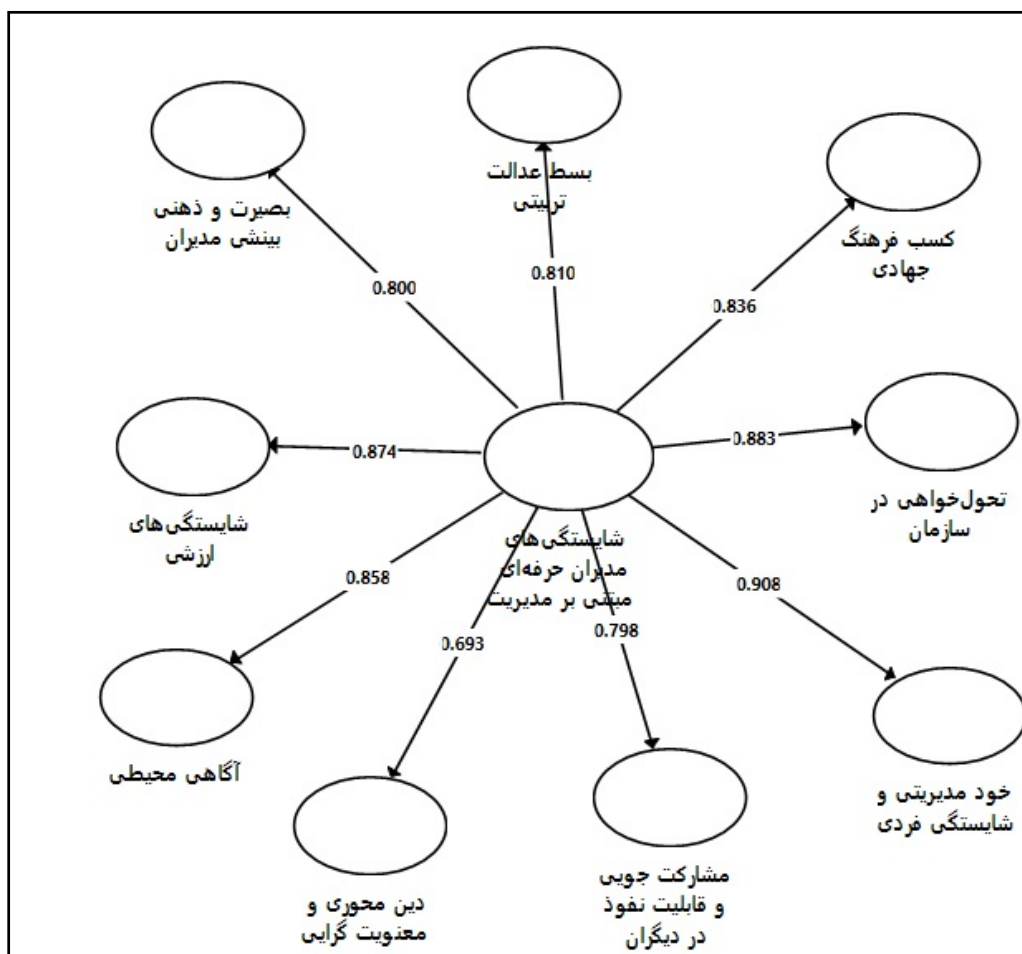 بسط عدالت
تربیتی
کسب فرهنگ
جهادی
بصیرت و ذهنی
بینشی مدیران
0.810
0.800
0.836
0.883
0.874
تحول‌خواهی در
سازمان
شایستگی‌های
ارزشی
شایستگی‌های
مدیران حرفه‌ای
مبتنی بر مدیریت
0.858
0.908
0.693
0.798
آگاهی محیطی
خود مدیریتی و
شایستگی فردی
مشارکت جویی
و قابلیت نفوذ
در دیگران
دین محوری و
معنویت گرایی